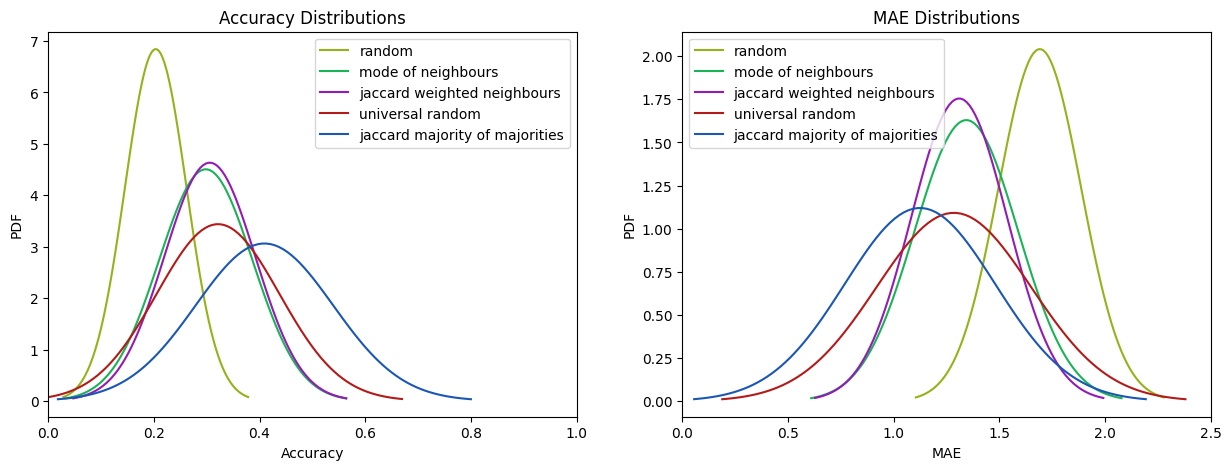 Accuracy Distributions
7
6
5
4
3
2
1
0
PDF
random
mode of neighbours
jaccard weighted neighbours
universal random
jaccard majority of majorities
0.0 0.2 0.4 0.6 0.8 1.0
Accuracy
MAE Distributions
2.00
1.75
1.50
1.25
1.00
0.75
0.50
0.25
0.00
PDF
random
mode of neighbours
jaccard weighted neighbours
universal random
jaccard majority of majorities
0.0 0.5 1.0 1.5 2.0 2.5
MAE